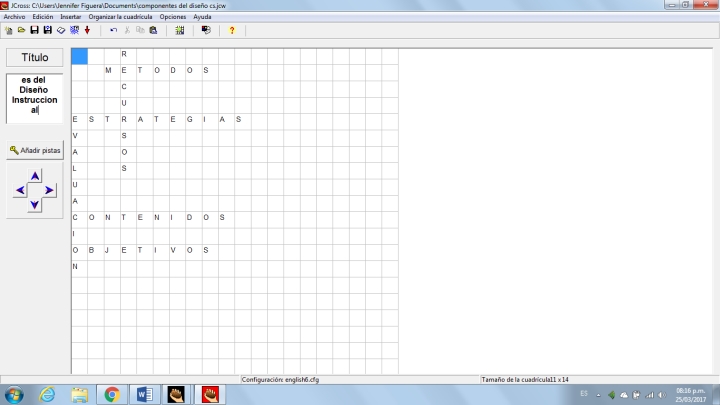 JCross: C:\Users\Jennifer Figuera\Documents\componentes del diseño cs.jcw
Archivo Edición Insertar Organizar la cuadrícula Opciones Ayuda
Título
es del
Diseño
Instruccion
al
Añadir pistas
R
M E T O D O S
C
U
E S T R A T E G I A S
V S
A O
L S
U
A
C O N T E N I D O S
I
O B J E T I V O S
N
Configuración: english6.cfg
Tamaño de la cuadrícula11 x 14
ES
08:16 p.m.
25/03/2017